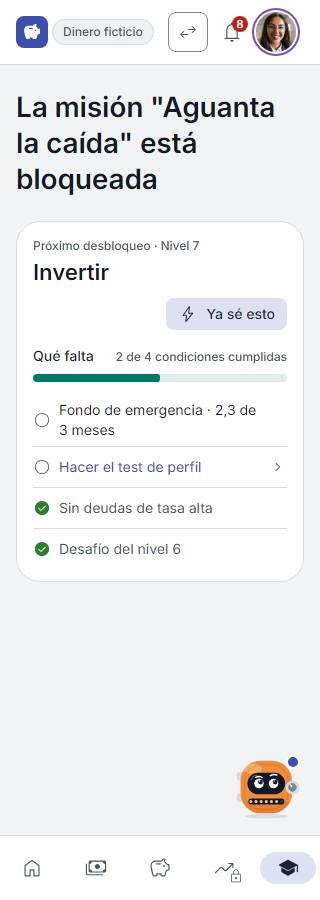 Dinero ficticio
8
La misión "Aguanta
la caída" está
bloqueada
Próximo desbloqueo · Nivel 7
Invertir
Ya sé esto
Qué falta
2 de 4 condiciones cumplidas
Fondo de emergencia · 2,3 de
3 meses
Hacer el test de perfil
Sin deudas de tasa alta
Desafío del nivel 6